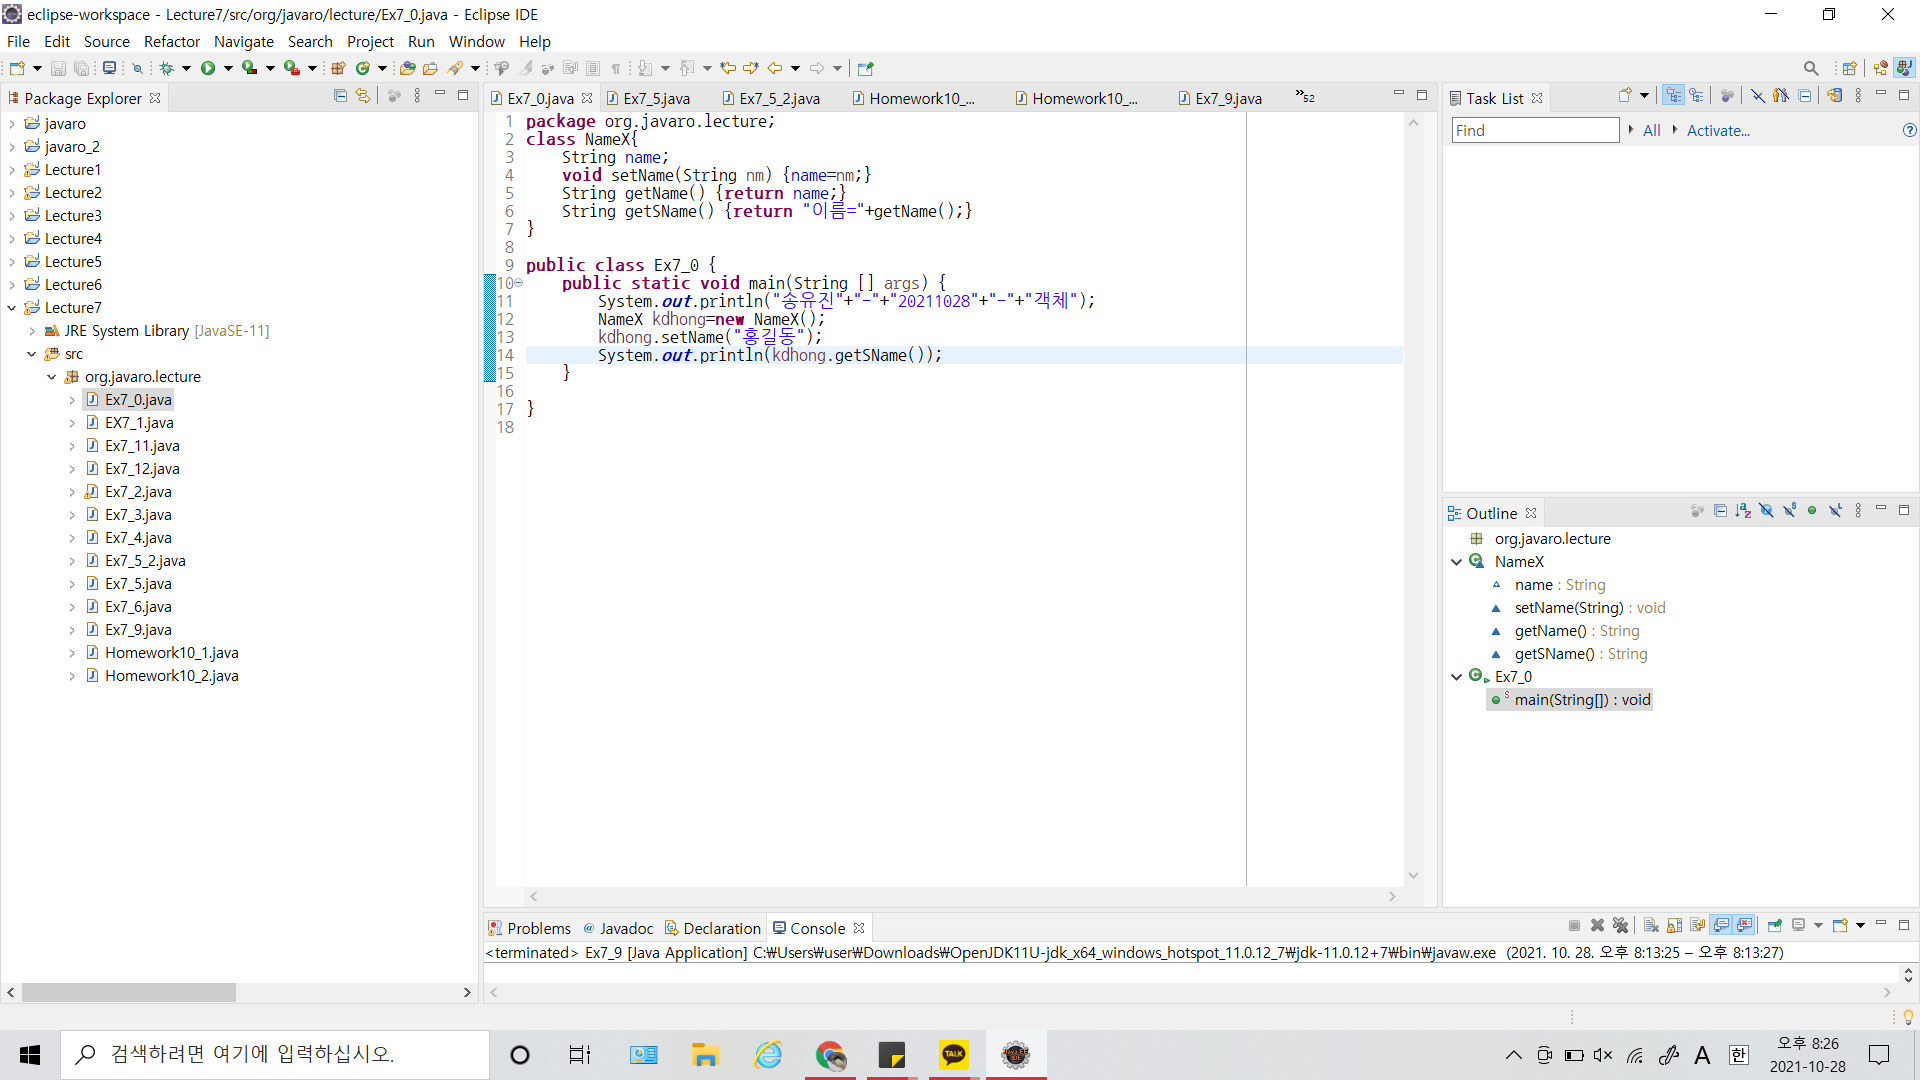 eclipse-workspace - Lecture7/src/org/javaro/lecture/Ex7_0.java - Eclipse IDE
File Edit Source Refactor Navigate Search Project Run Window Help
Package Explorer
javaro
javaro_2
Lecture1
Lecture2
Lecture3
Lecture4
Lecture5
Lecture6
Lecture7
JRE System Library [JavaSE-11]
src
org.javaro.lecture
Ex7_0.java
EX7_1.java
Ex7_11.java
Ex7_12.java
Ex7_2.java
Ex7_3.java
Ex7_4.java
Ex7_5_2.java
Ex7_5.java
Ex7_6.java
Ex7_9.java
Homework10_1.java
Homework10_2.java
Ex7_0.java Ex7_5.java Ex7_5_2.java Homework10_... Homework10_... Ex7_9.java »52
1 package org.javaro.lecture;
2 class NameX{
3 String name;
4 void setName(String nm) {name=nm;}
5 String getName() {return name;}
6 String getSName() {return "이름="+getName();}
7 }
8
9 public class Ex7_0 {
10 public static void main(String [] args) {
11 System.out.println("송유진"+"-"+"20211028"+"-"+"객체");
12 NameX kdhong=new NameX();
13 kdhong.setName("홍길동");
14 System.out.println(kdhong.getSName());
15 }
16
17 }
18
Task List
Find All Activate...
Outline
org.javaro.lecture
NameX
name : String
setName(String) : void
getName() : String
getSName() : String
Ex7_0
main(String[]) : void
Problems @ Javadoc Declaration Console
<terminated> Ex7_9 [Java Application] C:₩Users₩user₩Downloads₩OpenJDK11U-jdk_x64_windows_hotspot_11.0.12_7₩jdk-11.0.12+7₩bin₩javaw.exe (2021. 10. 28. 오후 8:13:25 – 오후 8:13:27)
검색하려면 여기에 입력하십시오.
TALK
A 한
오후 8:26
2021-10-28